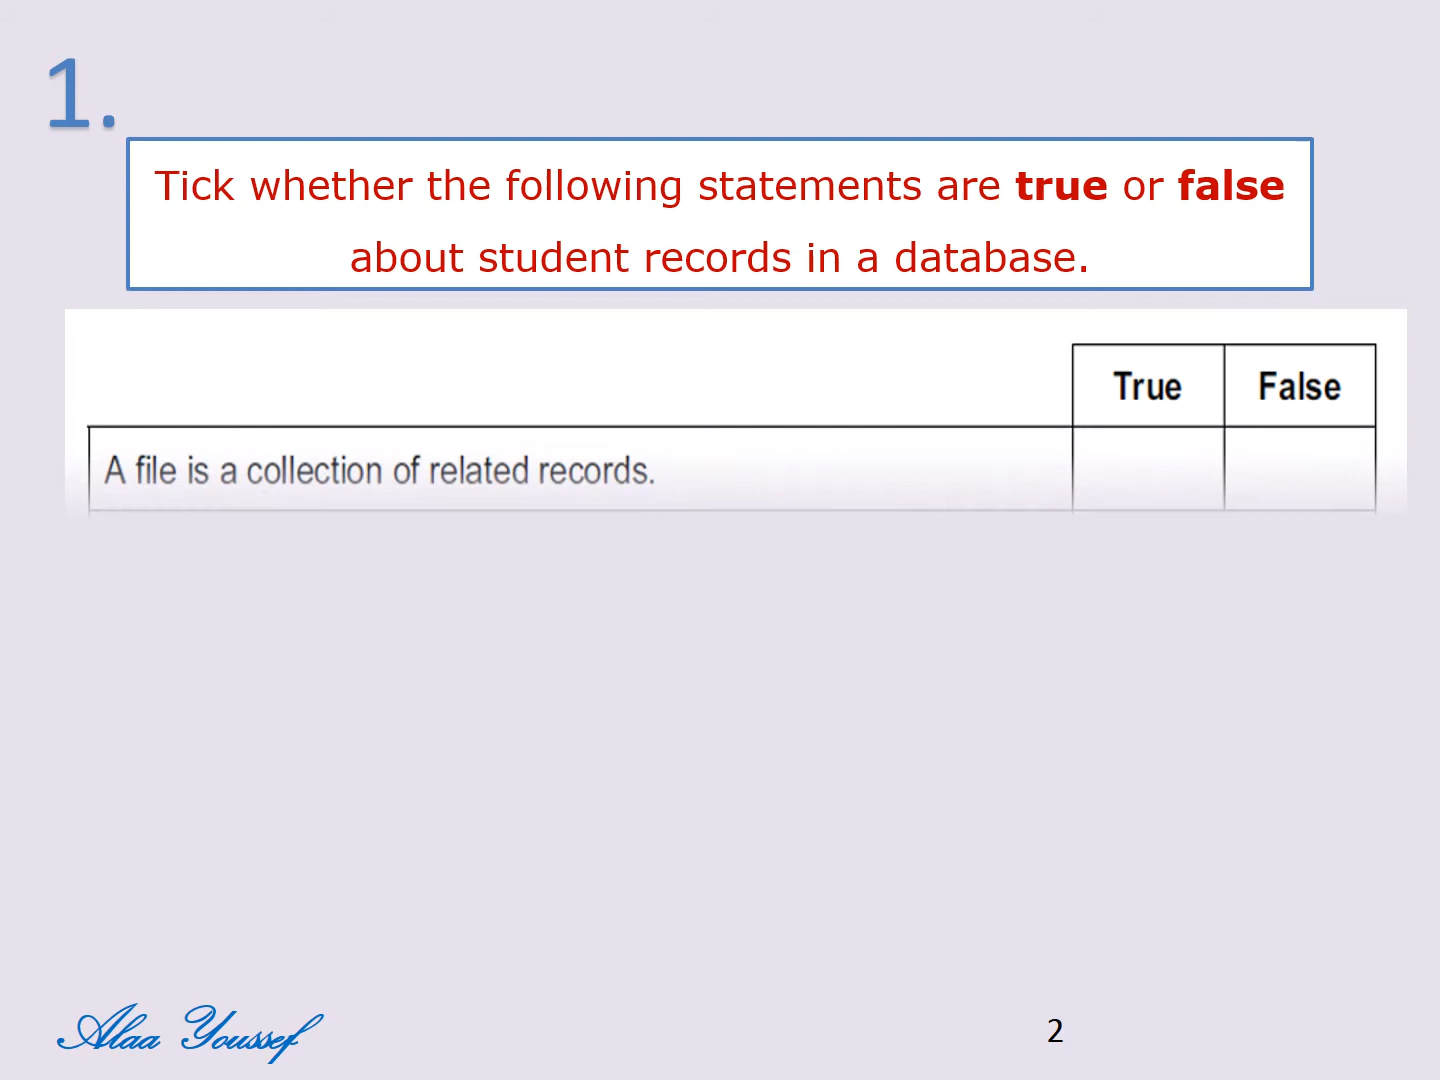 1.
Tick whether the following statements are true or false
about student records in a database.
True False
A file is a collection of related records.
Alaa Youssef
2